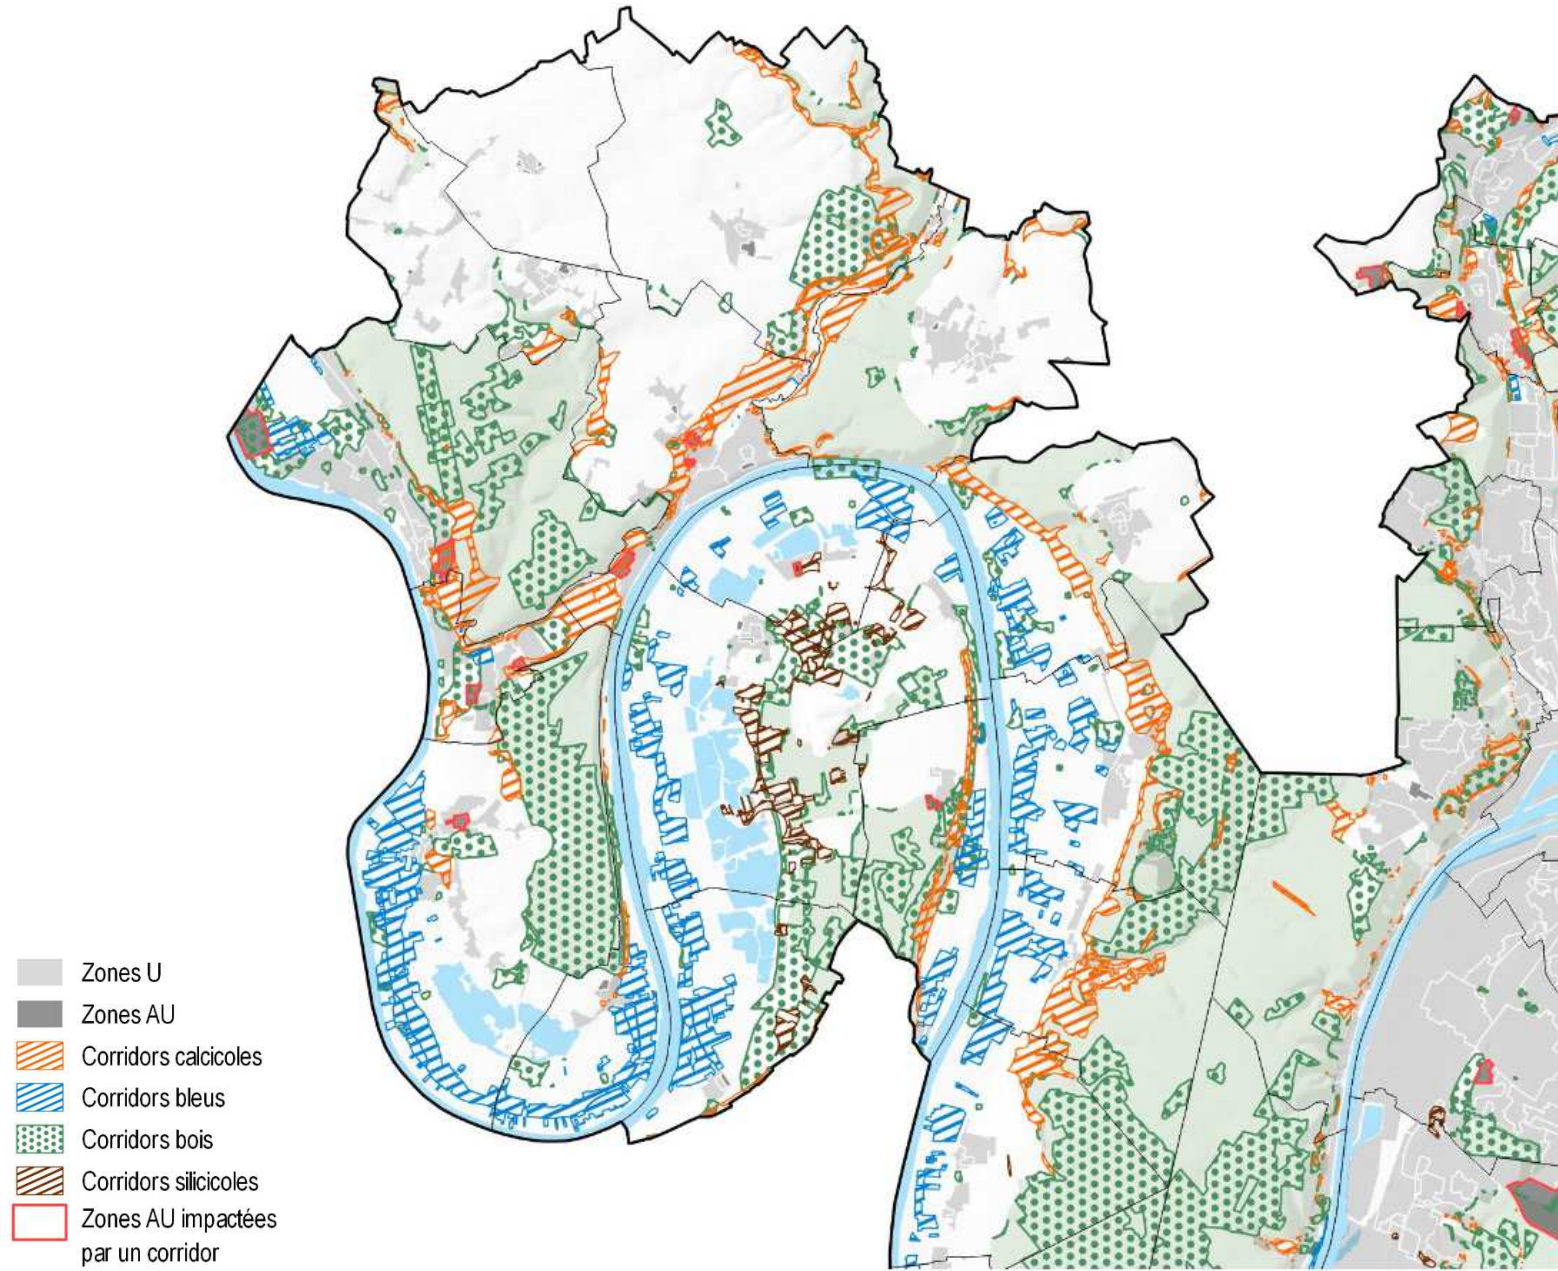 Zones U
Zones AU
Corridors calcicoles
Corridors bleus
Corridors bois
Corridors silicicoles
Zones AU impactées
par un corridor